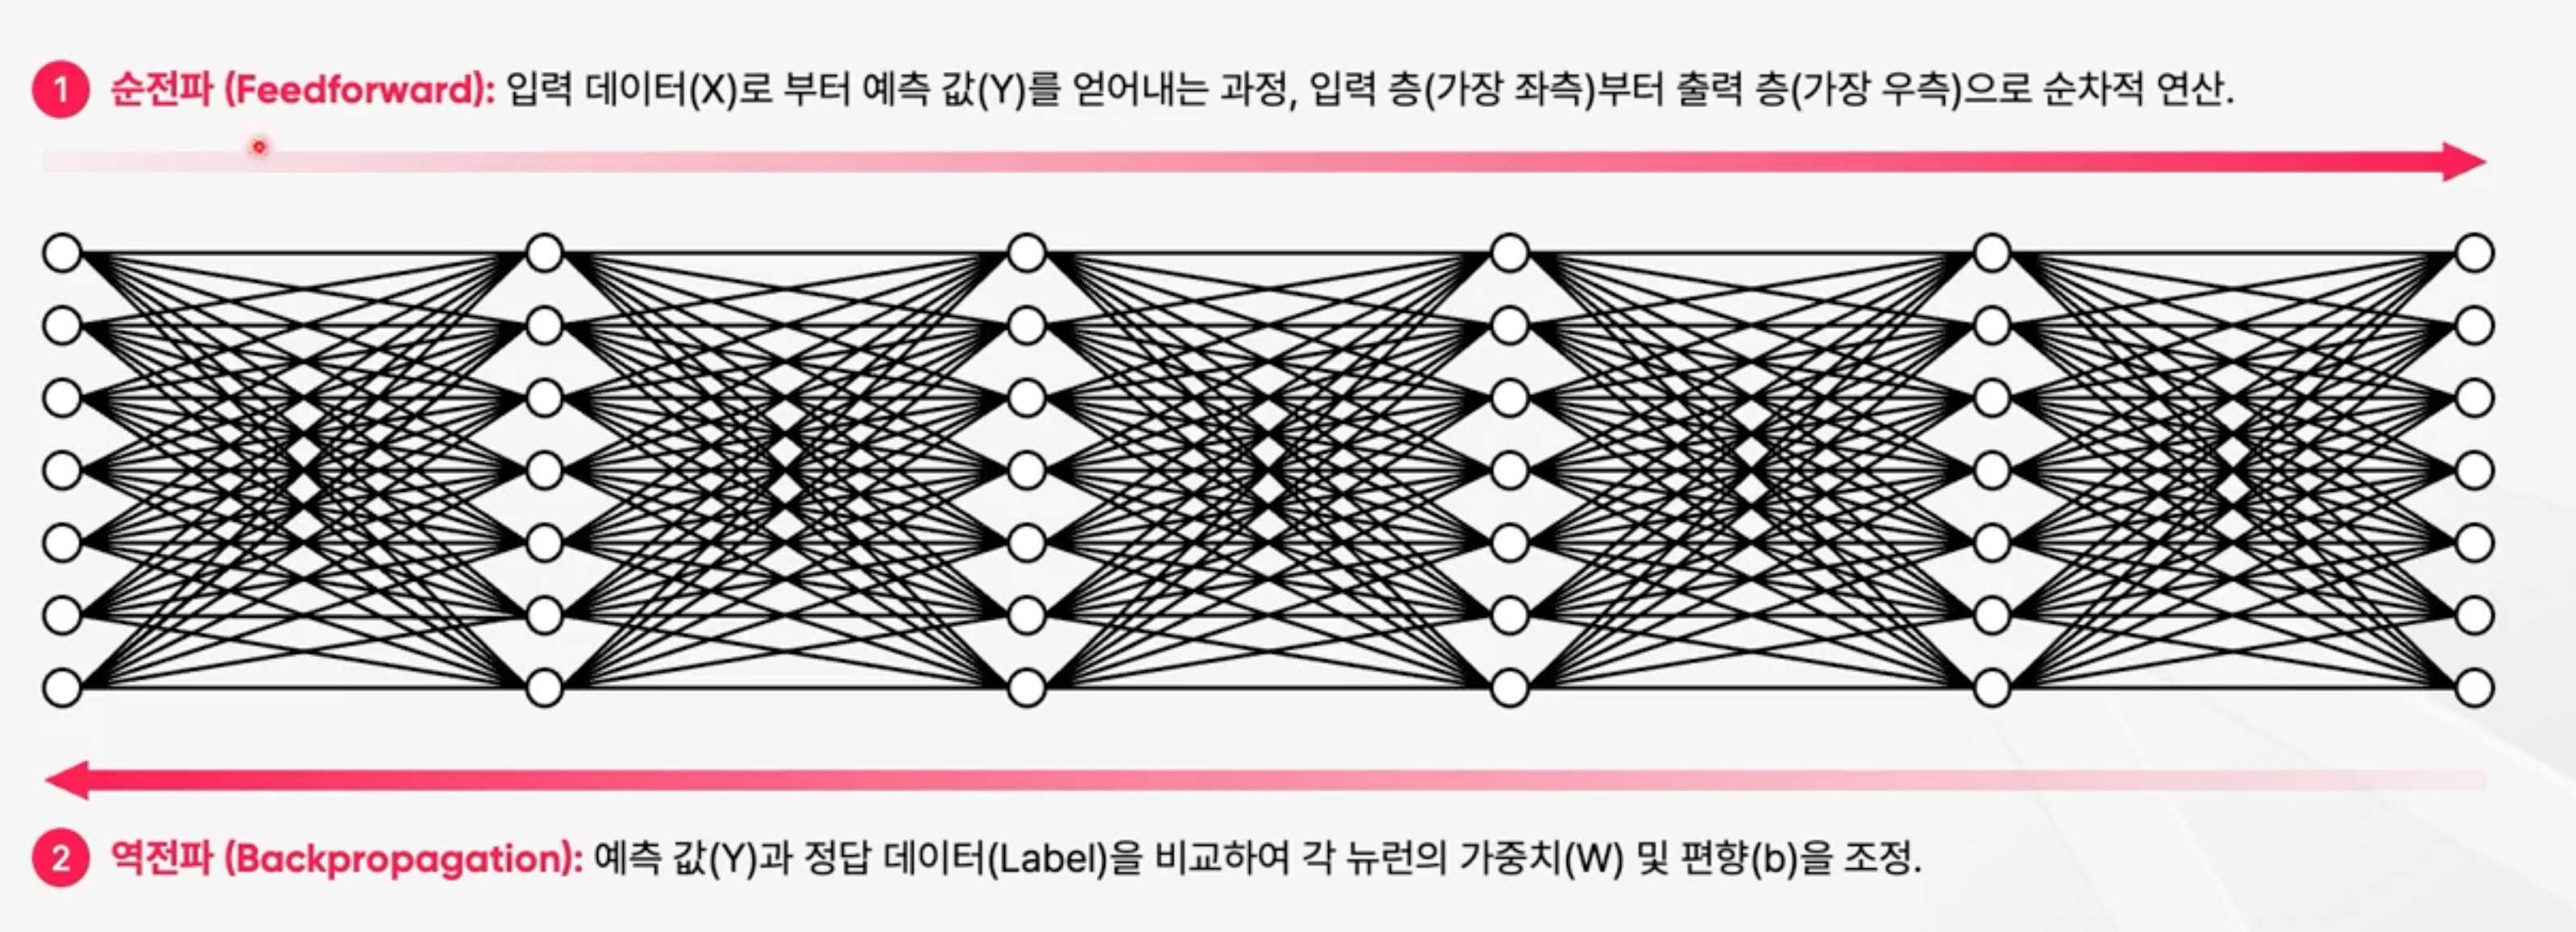 1 순전파 (Feedforward): 입력 데이터(X)로 부터 예측 값(Y)를 얻어내는 과정, 입력 층(가장 좌측)부터 출력 층(가장 우측)으로 순차적 연산.
2 역전파 (Backpropagation): 예측 값(Y)과 정답 데이터(Label)을 비교하여 각 뉴런의 가중치(W) 및 편향(b)을 조정.